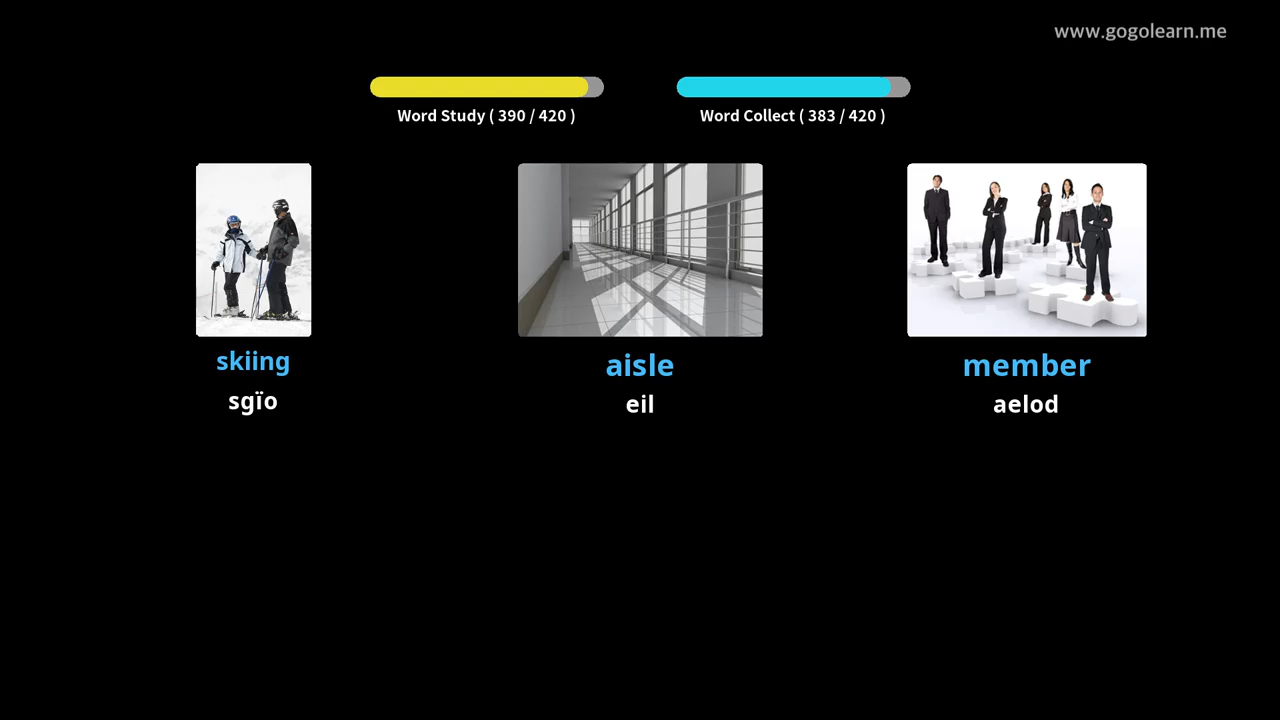 www.gogolearn.me
Word Study ( 390 / 420 )
Word Collect ( 383 / 420 )
skiing
sgïo
aisle
eil
member
aelod